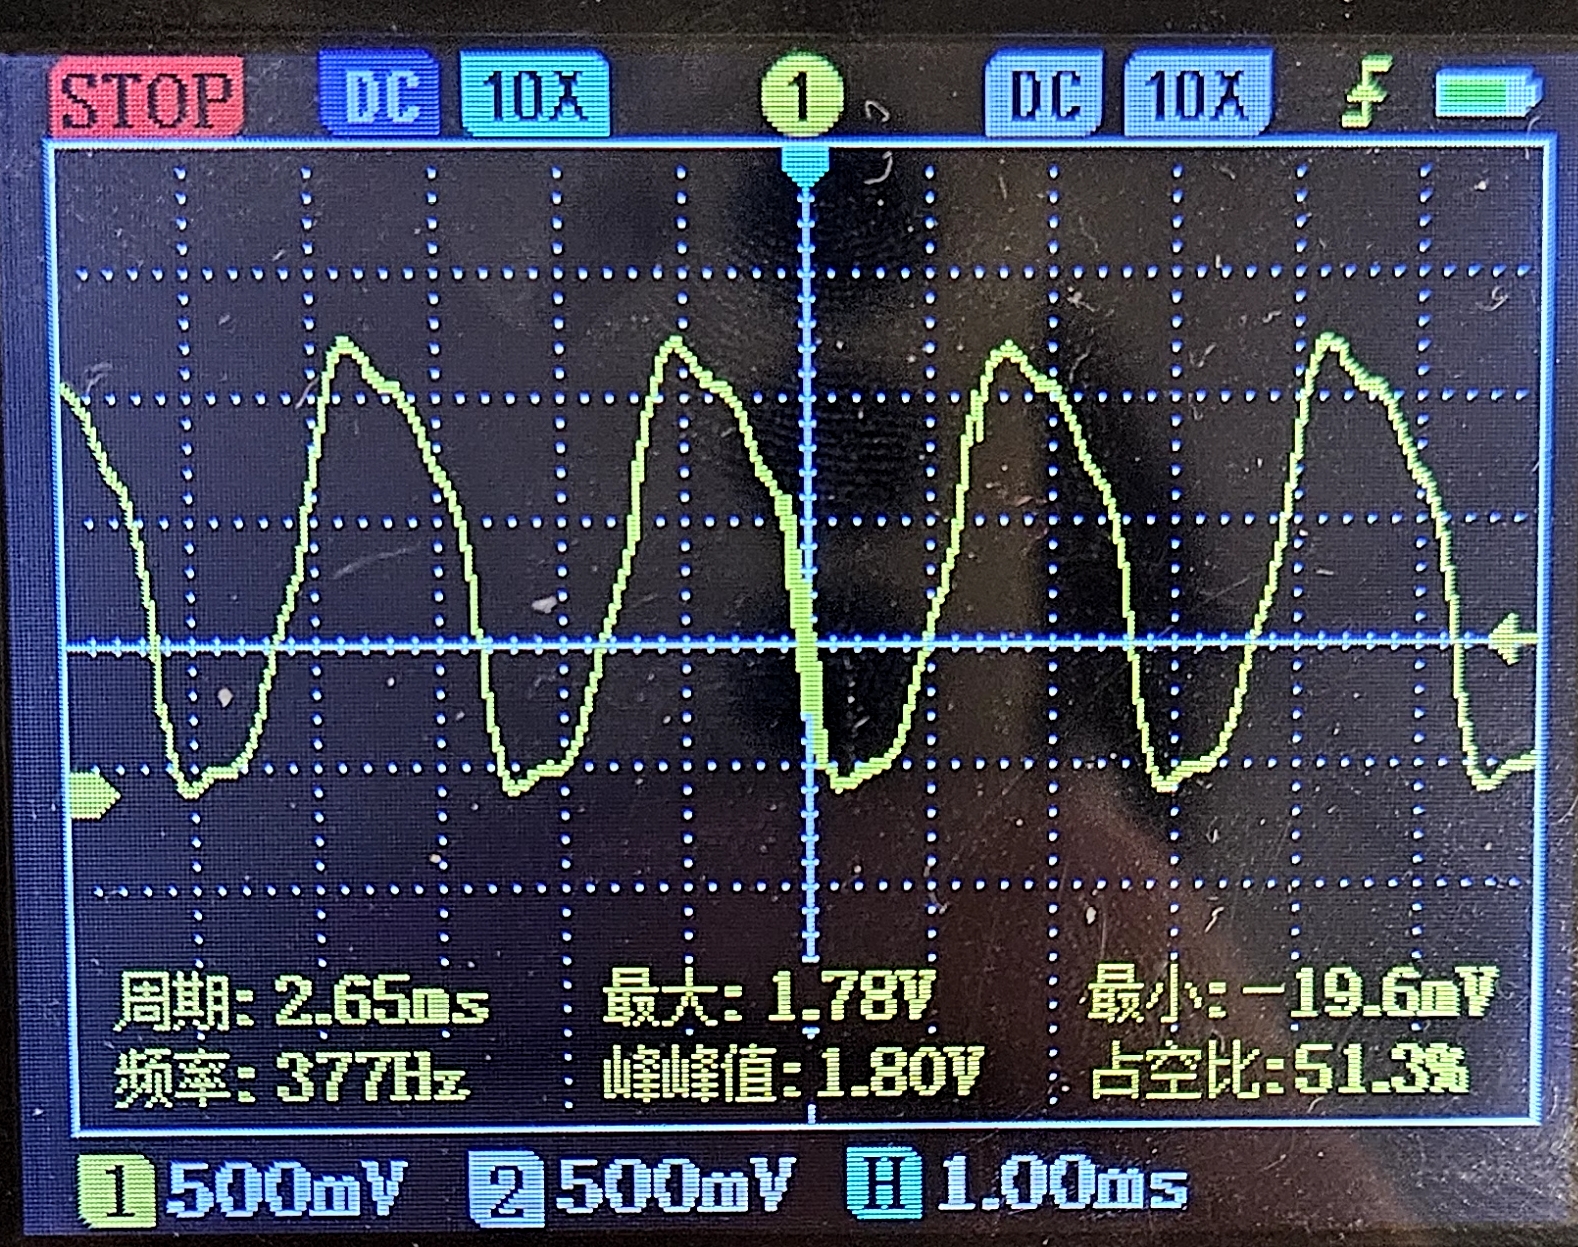 STOP DC 10X 1 DC 10X
周期: 2.65ms 最大: 1.78V 最小: -19.6mV
频率: 377Hz 峰峰值: 1.80V 占空比: 51.3%
1 500mV 2 500mV H 1.00ms